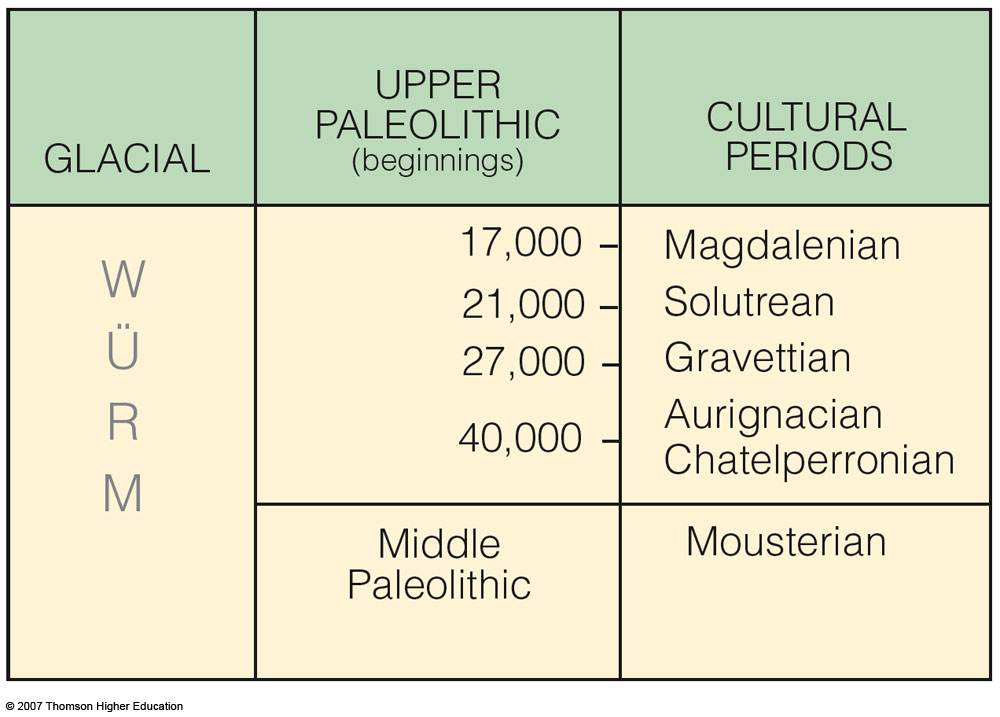 GLACIAL
UPPER
PALEOLITHIC
(beginnings)
CULTURAL
PERIODS
W
Ü
R
M
17,000
Magdalenian
21,000
Solutrean
27,000
Gravettian
40,000
Aurignacian
Chatelperronian
Middle
Paleolithic
Mousterian
© 2007 Thomson Higher Education